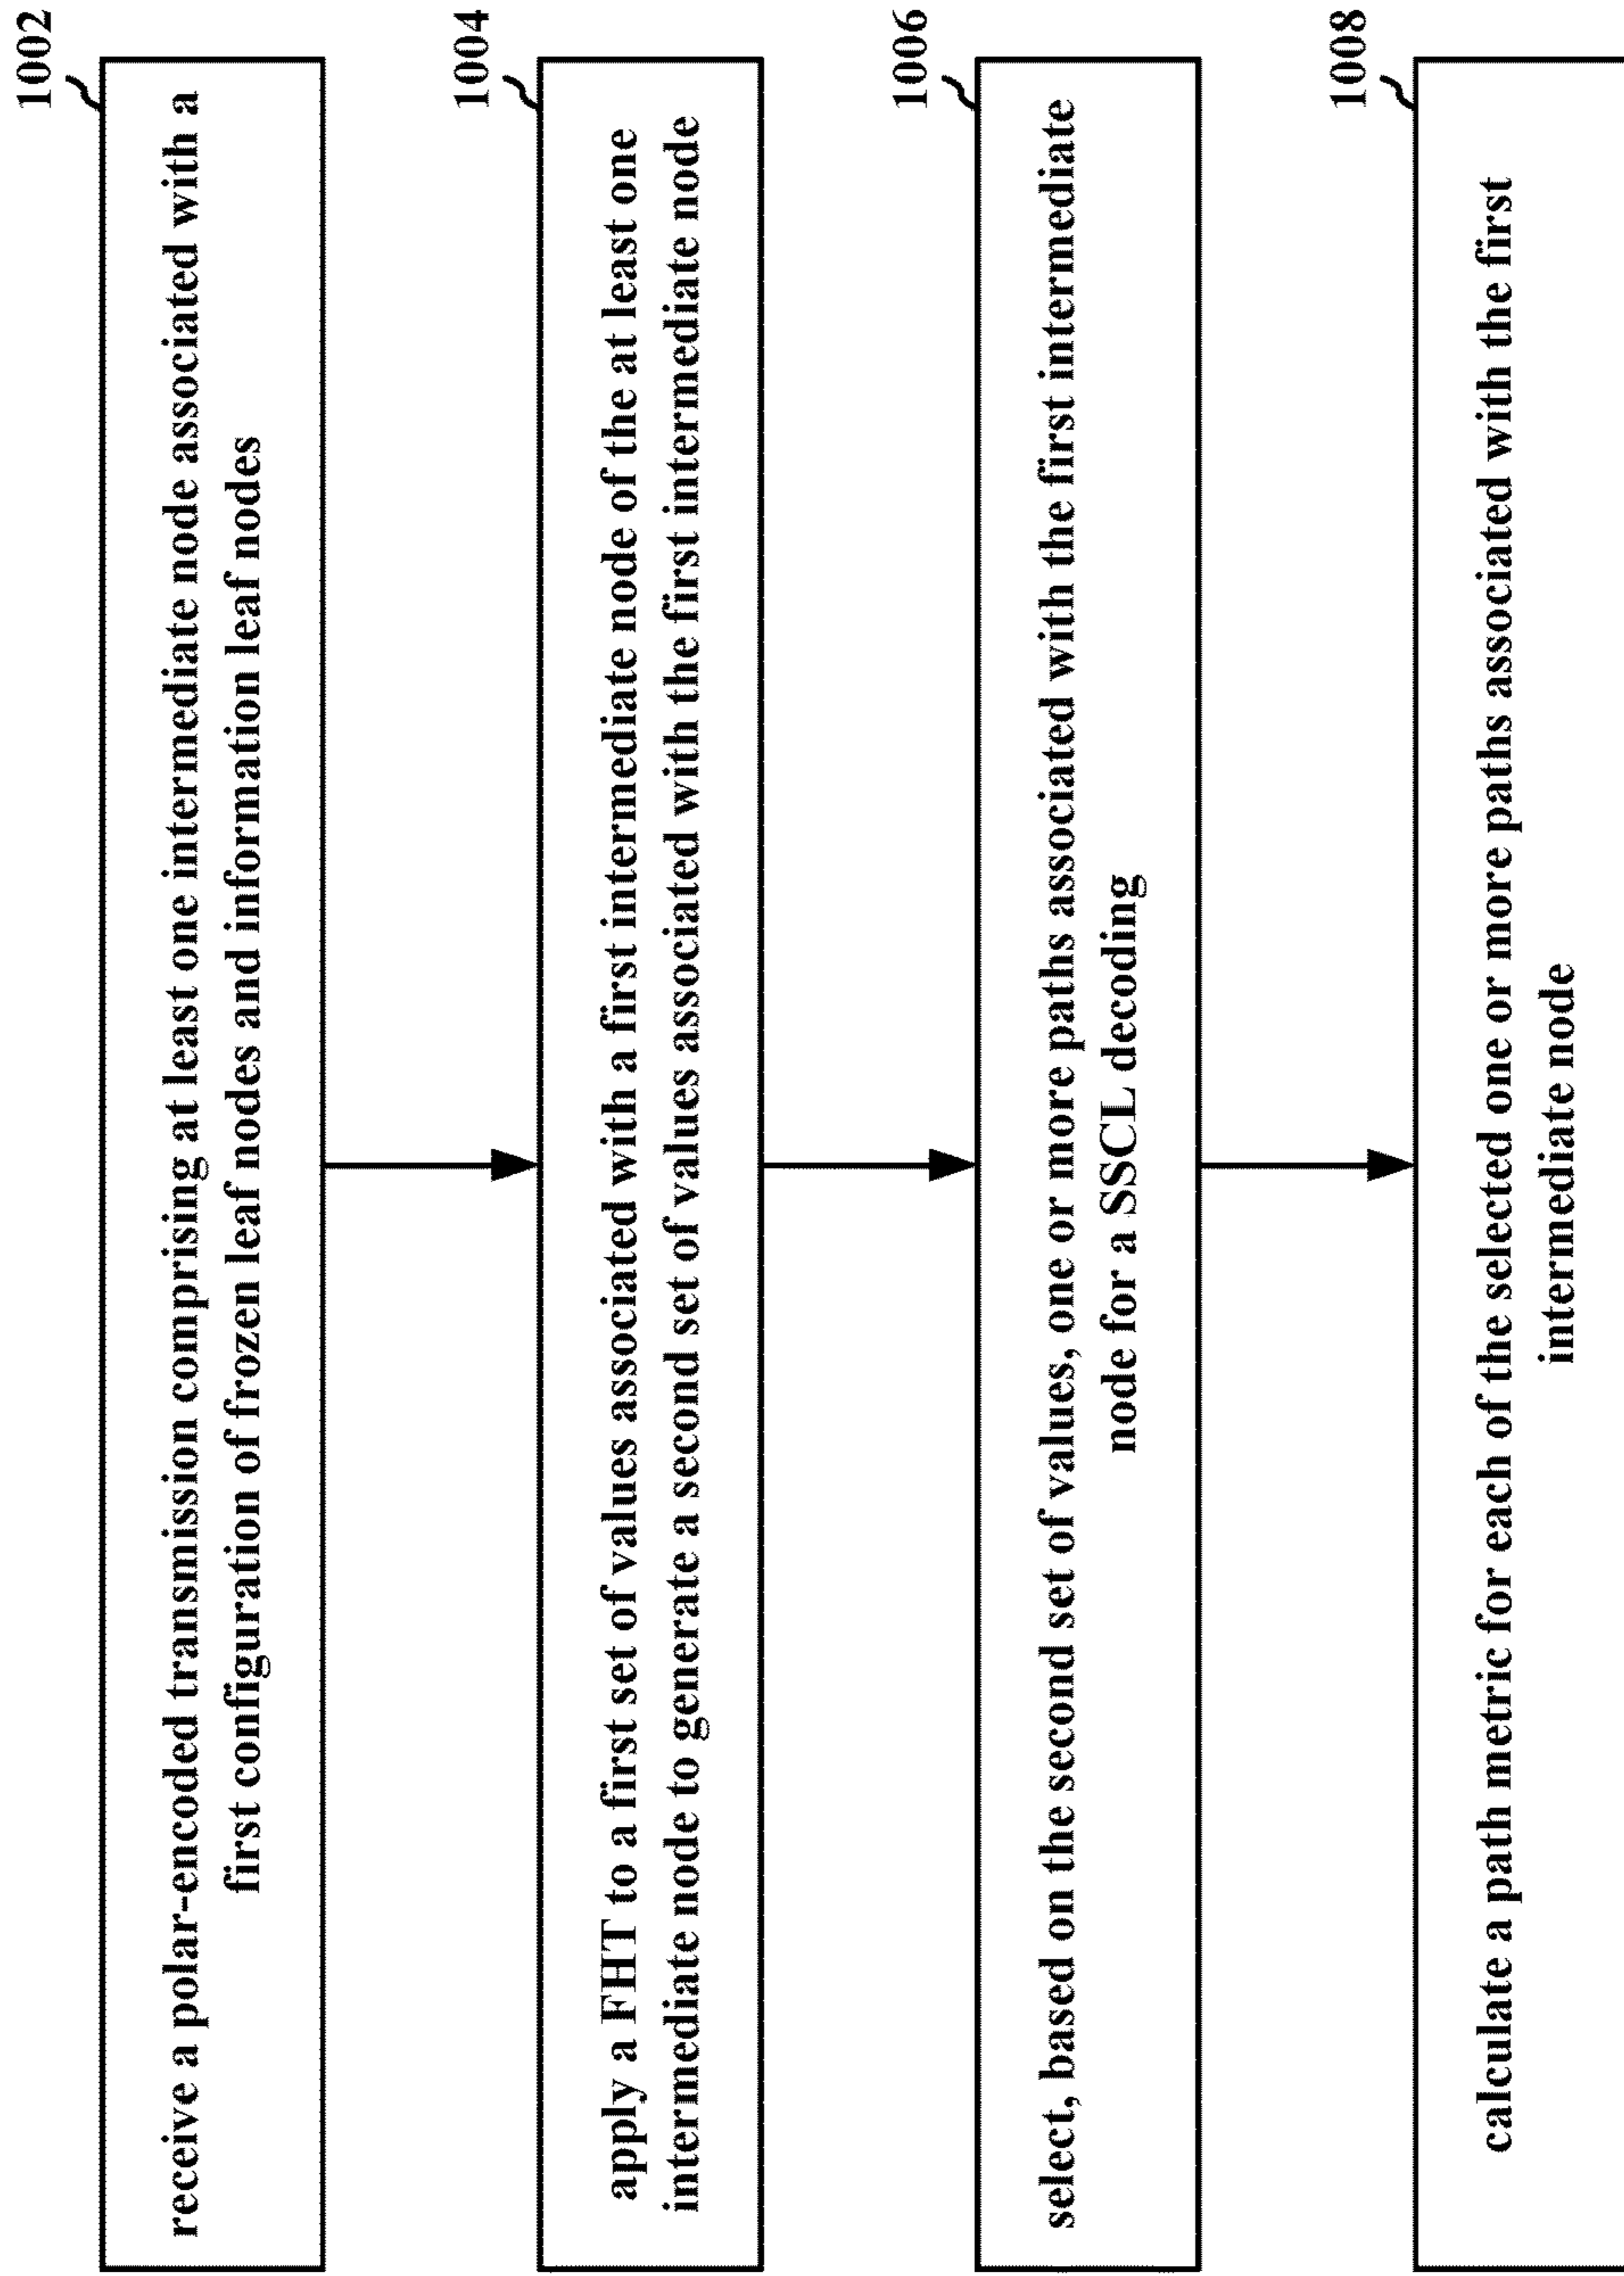 1002
receive a polar-encoded transmission comprising at least one intermediate node associated with a
first configuration of frozen leaf nodes and information leaf nodes
1004
apply a FHT to a first set of values associated with a first intermediate node of the at least one
intermediate node to generate a second set of values associated with the first intermediate node
1006
select, based on the second set of values, one or more paths associated with the first intermediate
node for a SSCL decoding
1008
calculate a path metric for each of the selected one or more paths associated with the first
intermediate node